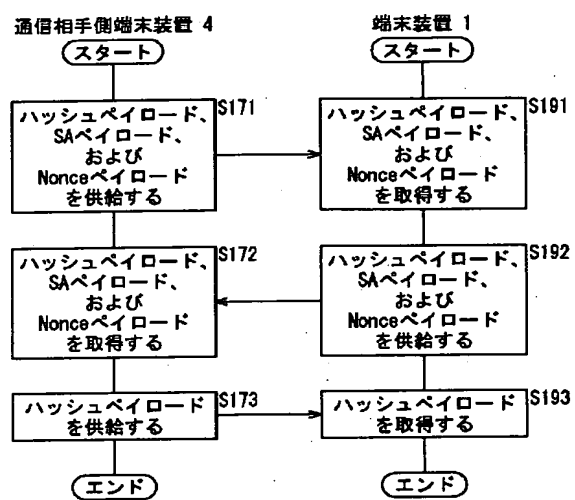 通信相手側端末装置 4
スタート
S171
ハッシュペイロード、
SAペイロード、
および
Nonceペイロード
を供給する
S172
ハッシュペイロード、
SAペイロード、
および
Nonceペイロード
を取得する
S173
ハッシュペイロード
を供給する
エンド
端末装置 1
スタート
S191
ハッシュペイロード、
SAペイロード、
および
Nonceペイロード
を取得する
S192
ハッシュペイロード、
SAペイロード、
および
Nonceペイロード
を供給する
S193
ハッシュペイロード
を取得する
エンド